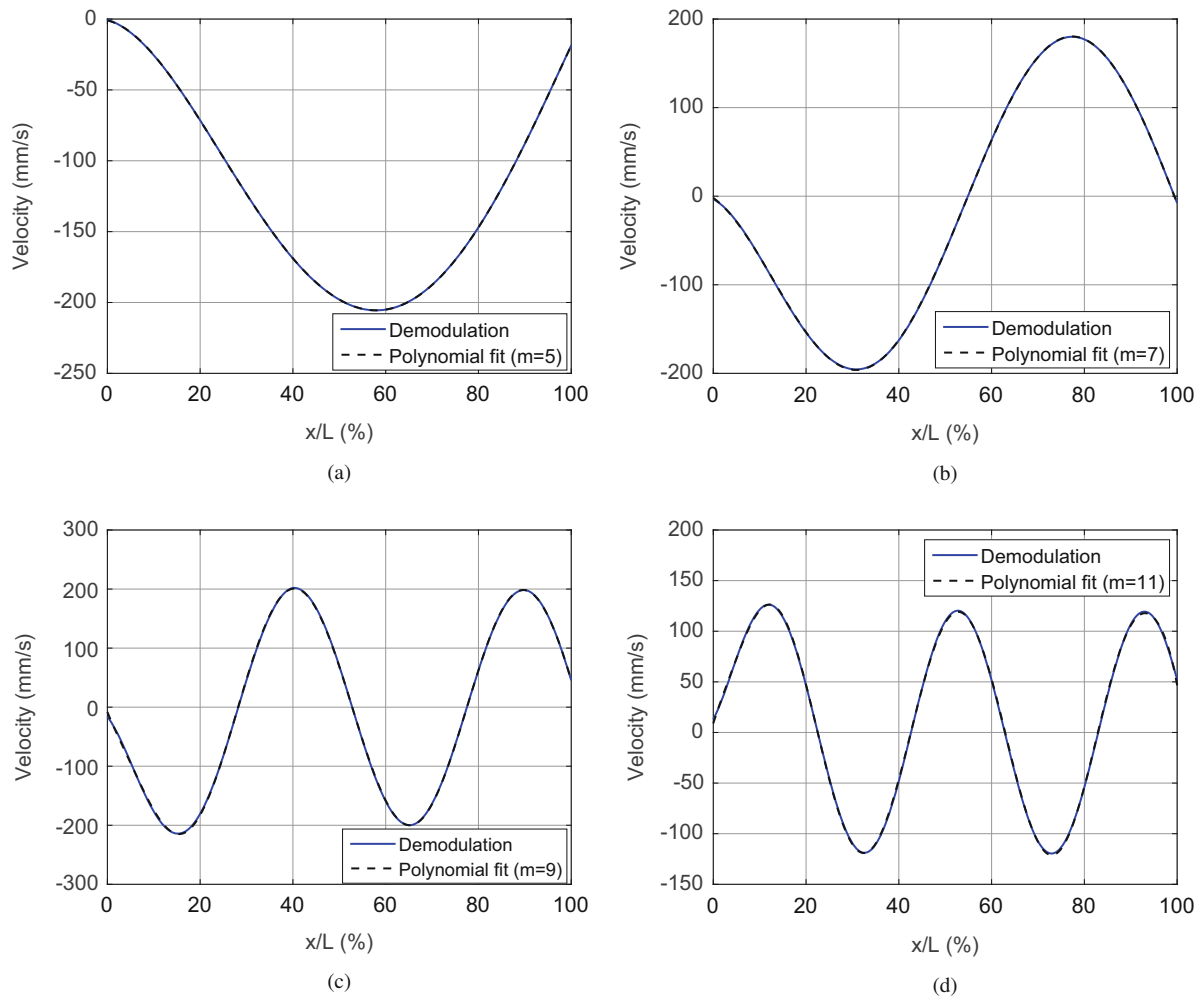 0
-50
-100
-150
-200
-250
Velocity (mm/s)
Demodulation
Polynomial fit (m=5)
0 20 40 60 80 100
x/L (%)
(a)
200
100
0
-100
-200
Velocity (mm/s)
Demodulation
Polynomial fit (m=7)
0 20 40 60 80 100
x/L (%)
(b)
300
200
100
0
-100
-200
-300
Velocity (mm/s)
Demodulation
Polynomial fit (m=9)
0 20 40 60 80 100
x/L (%)
(c)
200
150
100
50
0
-50
-100
-150
Velocity (mm/s)
Demodulation
Polynomial fit (m=11)
0 20 40 60 80 100
x/L (%)
(d)